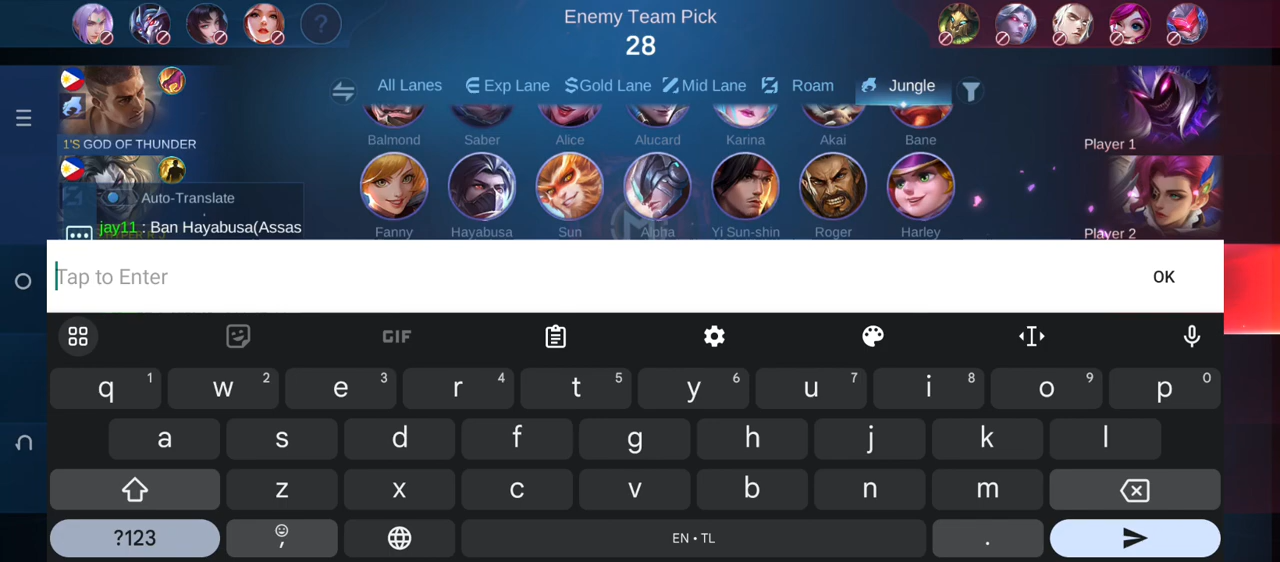 Enemy Team Pick
28
?
All Lanes Exp Lane Gold Lane Mid Lane Roam Jungle
Balmond Saber Alice Alucard Karina Akai Bane
1'S GOD OF THUNDER
Player 1
Auto-Translate
jay11 : Ban Hayabusa(Assas
Fanny Hayabusa Sun Alpha Yi Sun-shin Roger Harley
Player 2
Tap to Enter
OK
GIF
q 1 w 2 e 3 r 4 t 5 y 6 u 7 i 8 o 9 p 0
a s d f g h j k l
z x c v b n m
?123 , EN • TL .